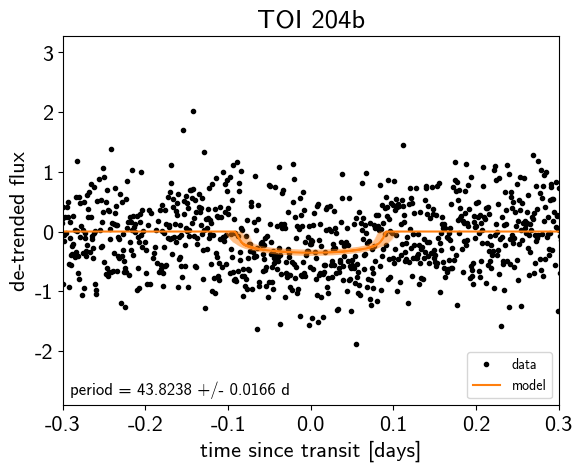 TOI 204b
3
2
1
0
-1
-2
de-trended flux
period = 43.8238 +/- 0.0166 d
data
model
-0.3 -0.2 -0.1 0.0 0.1 0.2 0.3
time since transit [days]